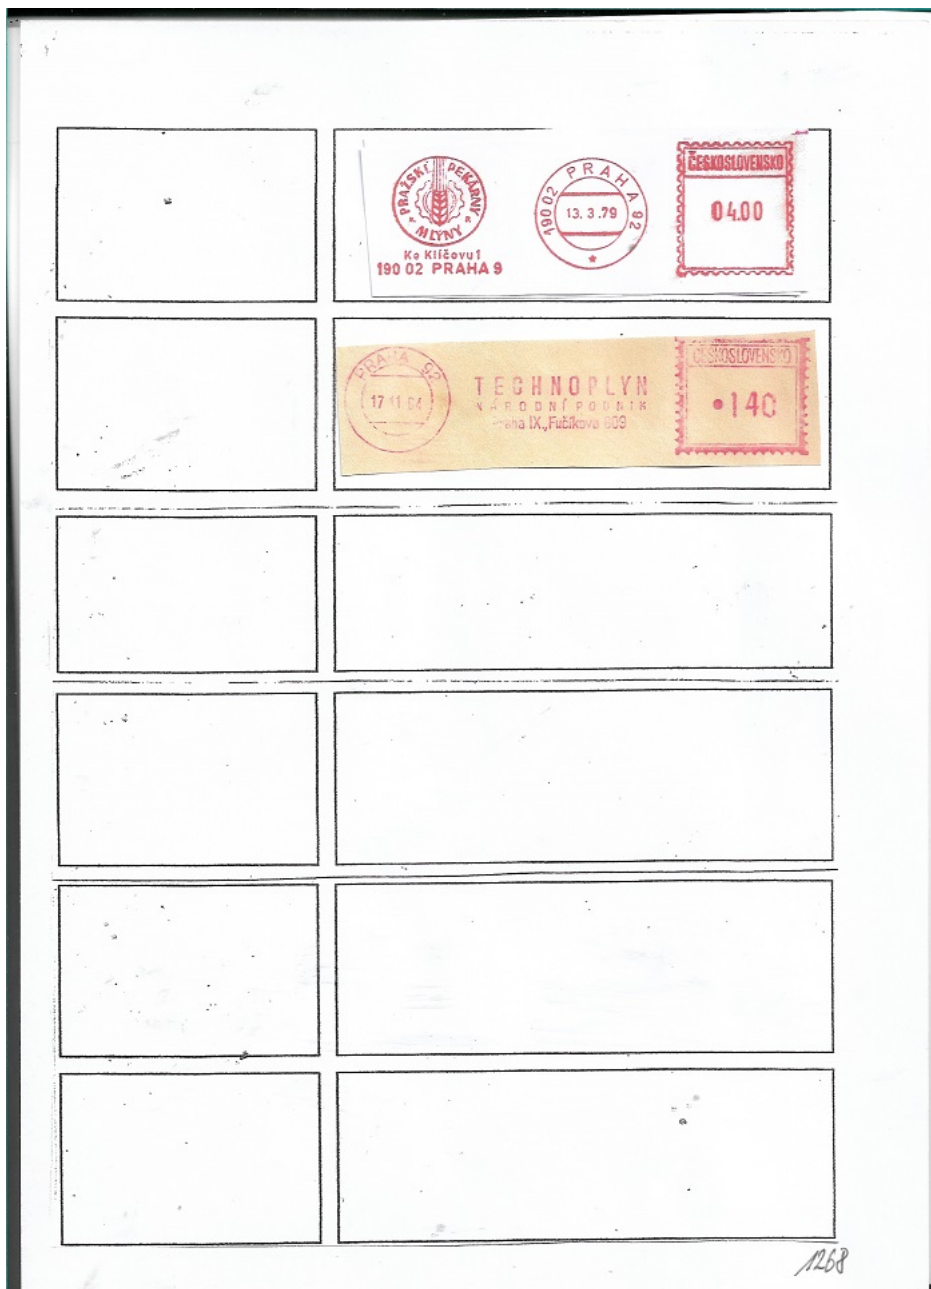 PRAŽSKÉ PEKÁRNY
A MLÝNY
Ke Klíčovu 1
190 02 PRAHA 9
190 02 PRAHA 92
13. 3.79
ČESKOSLOVENSKO
04.00
PRAHA 92
17 11
TECHNOPLYN
NÁRODNÍ PODNIK
Praha IX., Fučíkova 609
ČESKOSLOVENSKO
140
1268